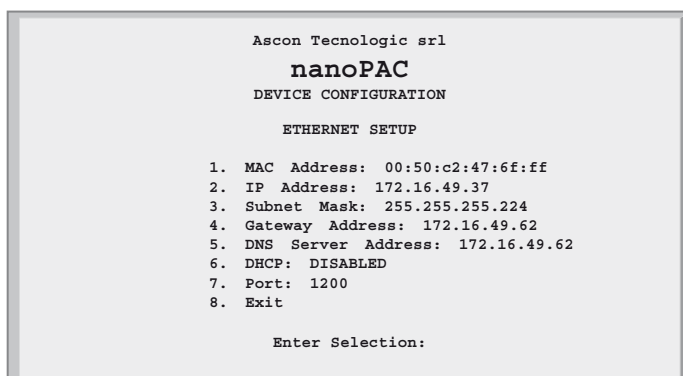 Ascon Tecnologic srl
nanoPAC
DEVICE CONFIGURATION
ETHERNET SETUP
1. MAC Address: 00:50:c2:47:6f:ff
2. IP Address: 172.16.49.37
3. Subnet Mask: 255.255.255.224
4. Gateway Address: 172.16.49.62
5. DNS Server Address: 172.16.49.62
6. DHCP: DISABLED
7. Port: 1200
8. Exit
Enter Selection: